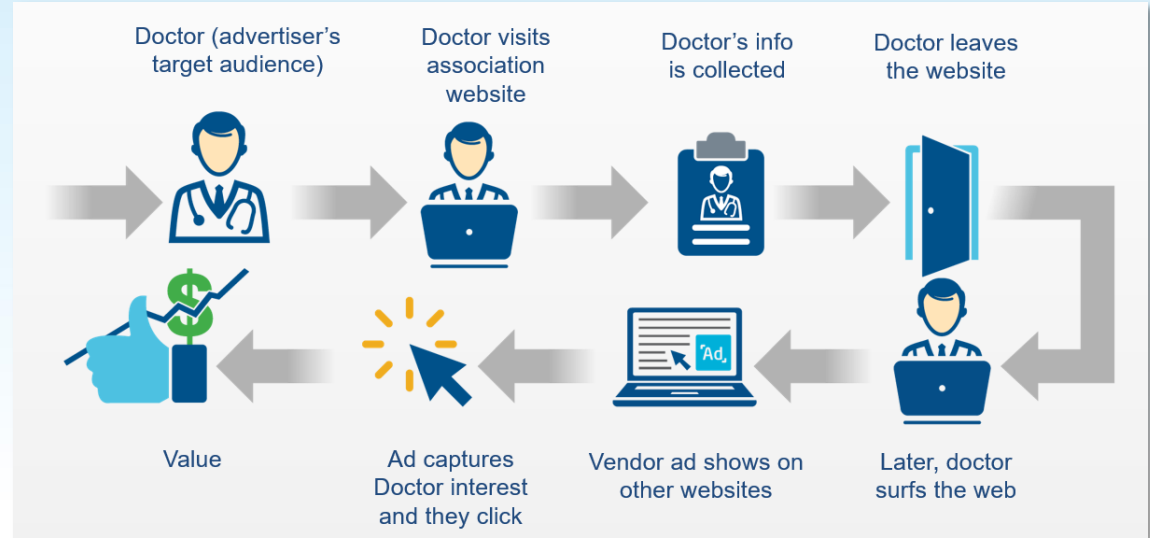 Doctor (advertiser's
target audience)
Doctor visits
association
website
Doctor's info
is collected
Doctor leaves
the website
Ad
Value
Ad captures
Doctor interest
and they click
Vendor ad shows on
other websites
Later, doctor
surfs the web